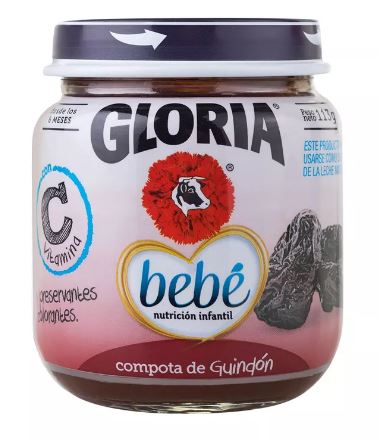 desde los
6 MESES
GLORIA®
Peso
neto 113g
ESTE PRODUCTO
USARSE COMO
DE LA LECHE
con
C
vitamina
®
preservantes
colorantes.
bebé
nutrición infantil
compota de Guindón